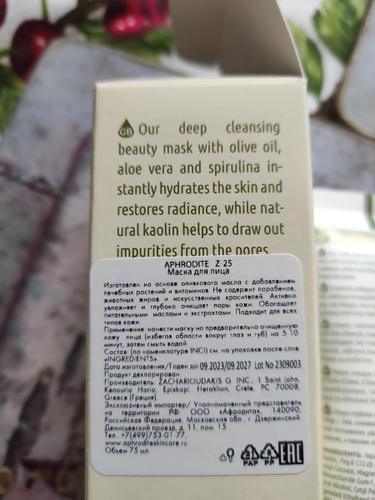 GB Our deep cleansing
beauty mask with olive oil,
aloe vera and spirulina in-
stantly hydrates the skin and
restores radiance, while nat-
ural kaolin helps to draw out
impurities from the pores
APHRODITE Z-25
Маска для лица
Изготовлен на основе оливкового масла с добавлением
лечебных растений и витаминов. Не содержит парабенов,
животных жиров и искусственных красителей. Активно
увлажняет и глубоко очищает поры кожи. Обогащает
питательными маслами и экстрактами. Подходит для всех
типов кожи.
Применение: нанести маску на предварительно очищенную
кожу лица (избегая области вокруг глаз и губ) на 5-10
минут, затем смыть водой.
Состав (по номенклатуре INCI) см. на упаковке после слов
«INGREDIENTS».
Дата изготовления/Годен до 09.2023/09.2027 Lot No 2309003
Продукт декларирован.
Производитель: ZACHARIOUDAKIS G INC., 1 Saint John,
Kenourio Horio, Episkopi, Heraklion, Crete, PC 70008,
Greece (Греция).
Эксклюзивный импортер/ Уполномоченный представитель
на территории РФ: ООО «Афродита», 140090,
Российская Федерация, Московская обл., г. Дзержинский,
Денисьевский проезд, д. 11, пом. 15
Тел. +7(499)753-01-77,
www.aphroditeskincare.ru
Объем 75 мл.
PAP PP EAC